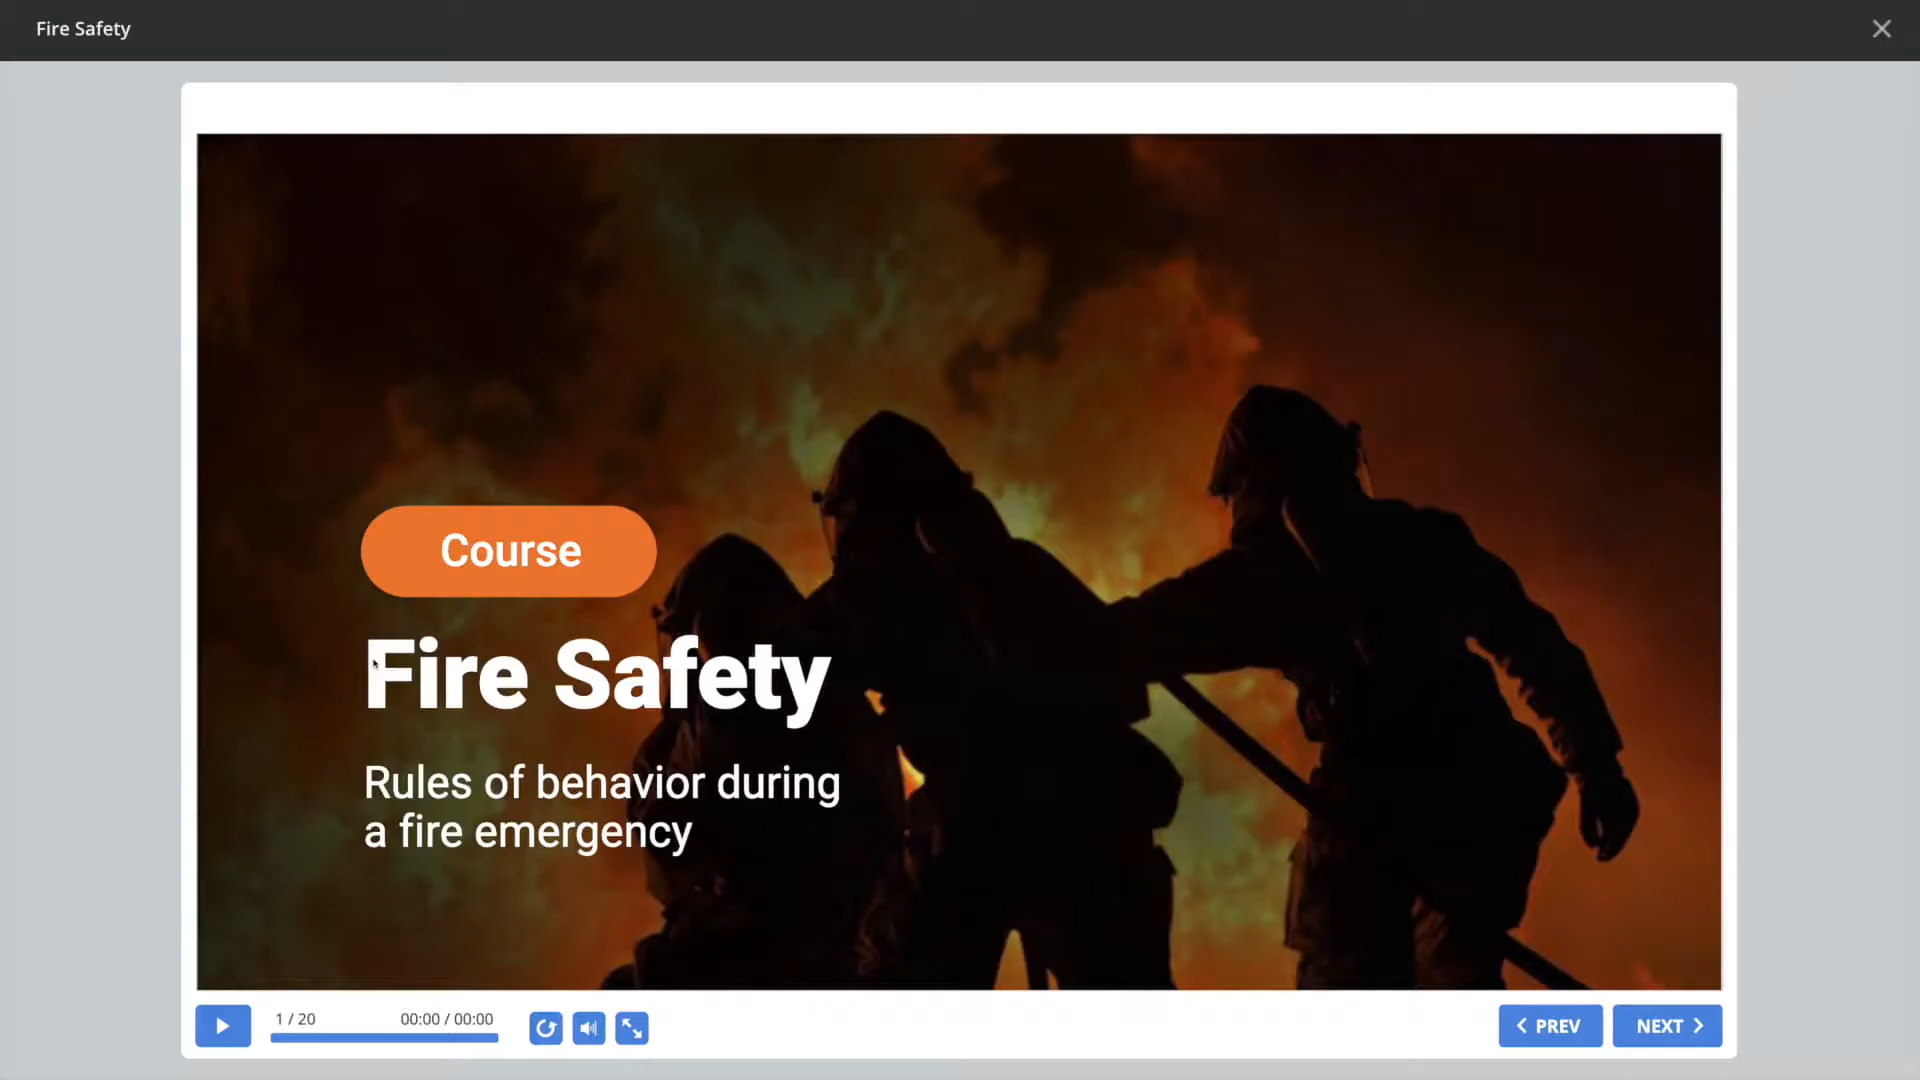 Fire Safety
Course
Fire Safety
Rules of behavior during
a fire emergency
1 / 20
00:00 / 00:00
PREV
NEXT